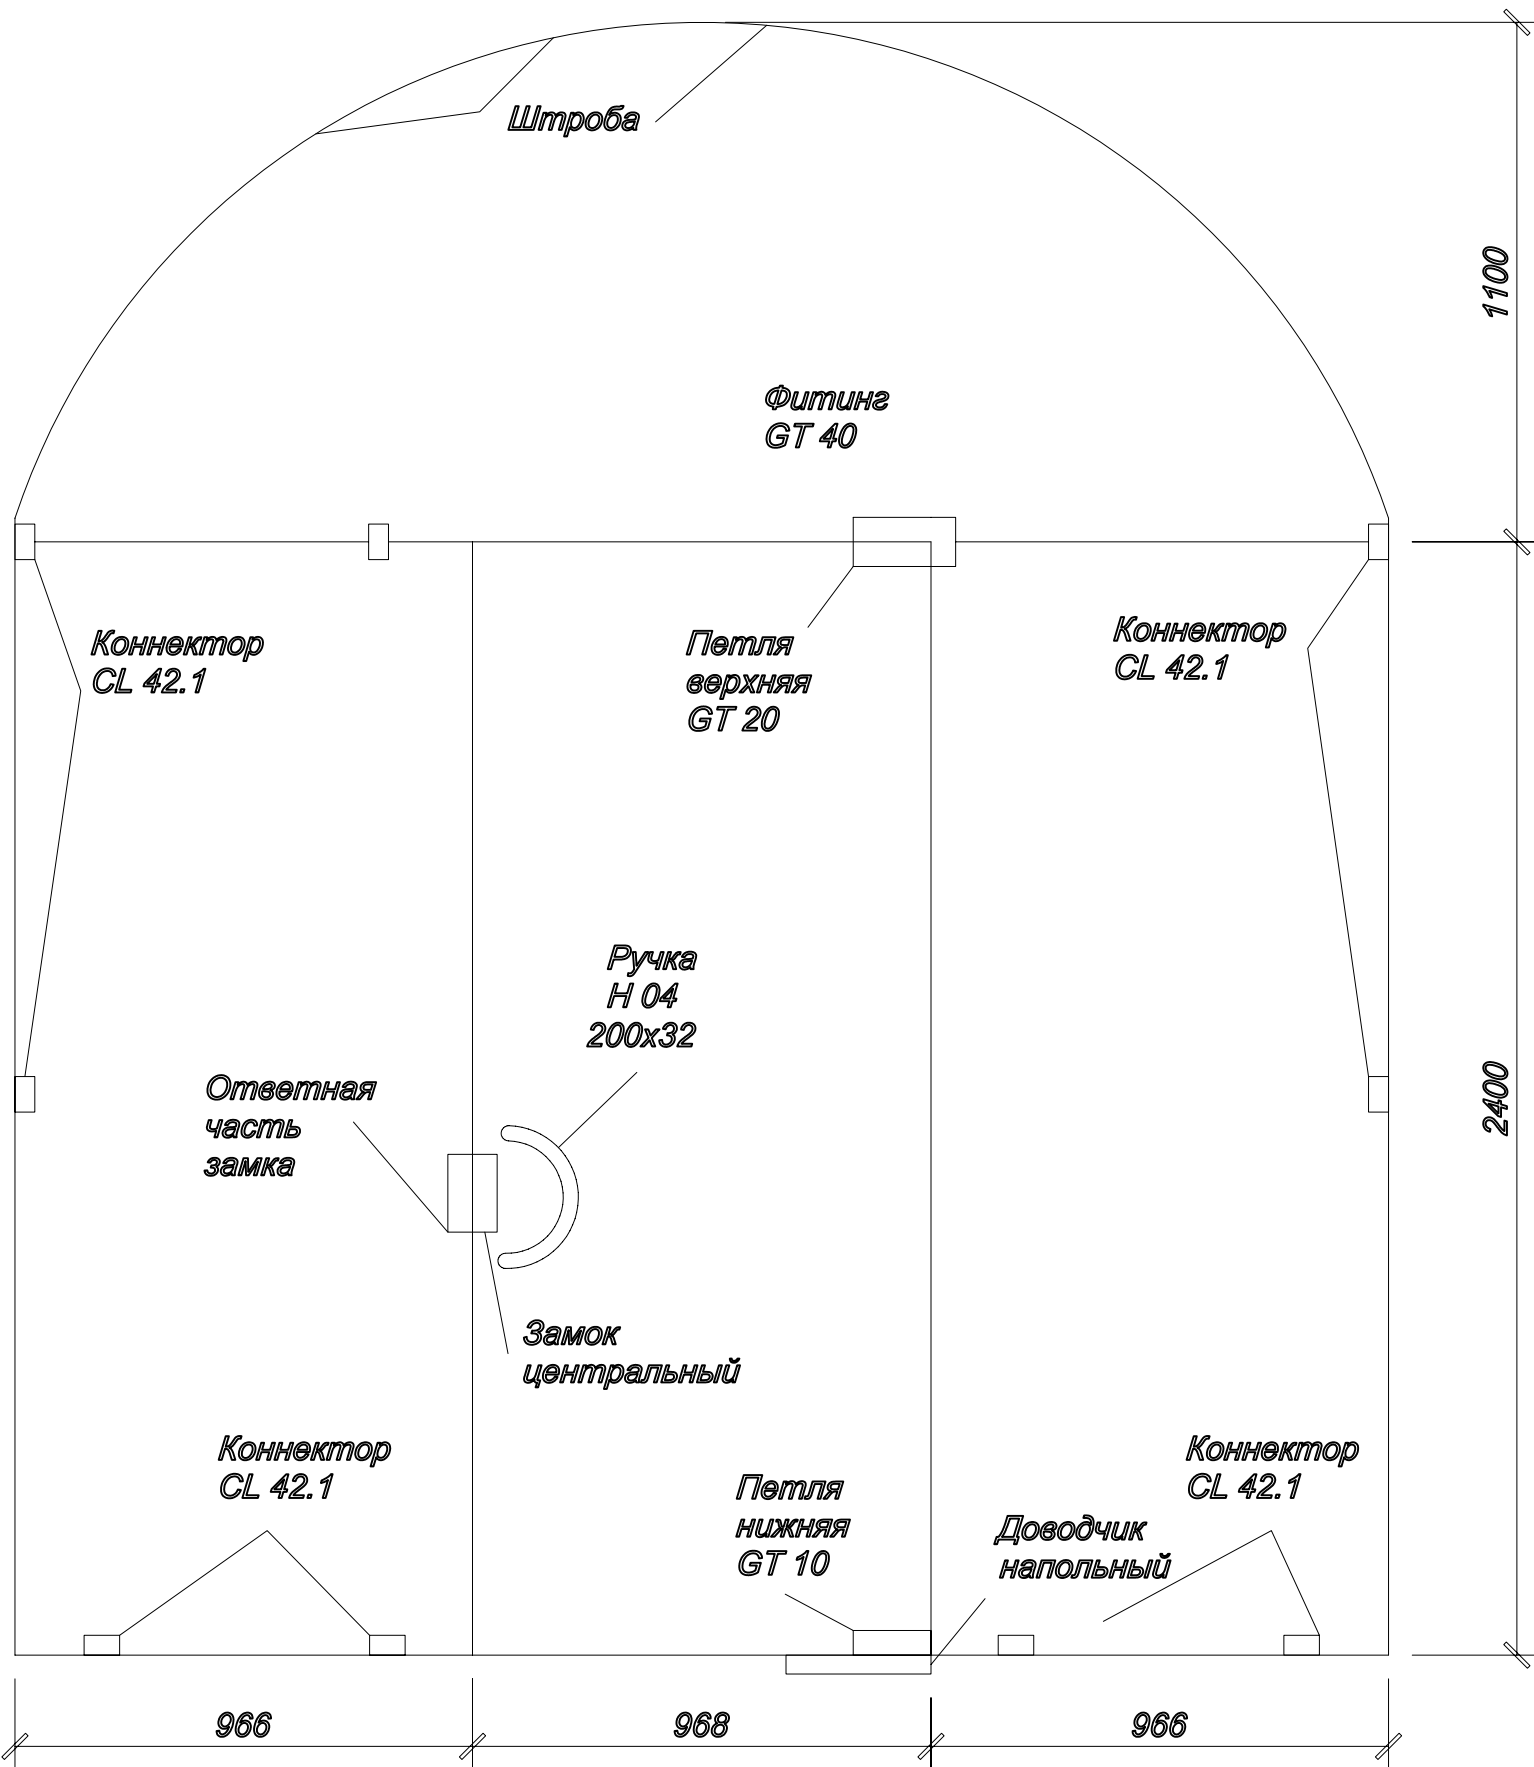 Штроба
1100
Фитинг
GT 40
Коннектор
CL 42.1
Петля
верхняя
GT 20
Коннектор
CL 42.1
Ручка
H 04
200x32
Ответная
часть
замка
2400
Замок
центральный
Коннектор
CL 42.1
Петля
нижняя
GT 10
Доводчик
напольный
Коннектор
CL 42.1
966
968
966